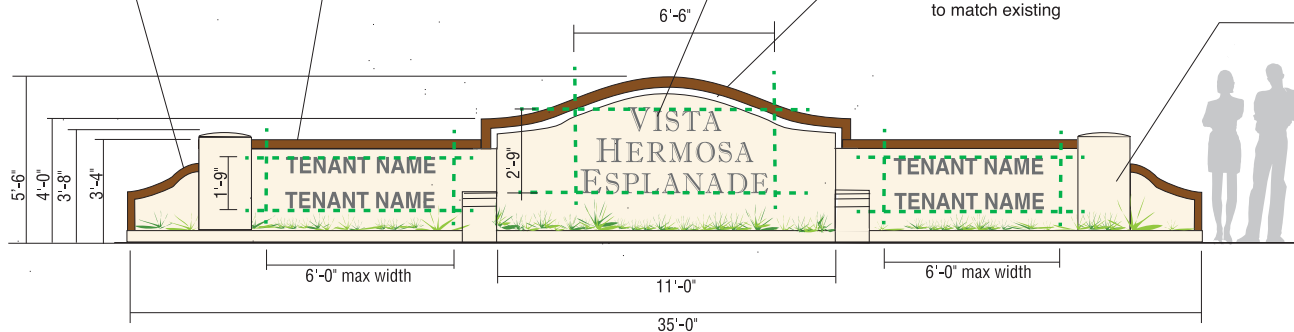 to match existing
6'-6"
5'-6"
4'-0"
3'-8"
3'-4"
1'-9"
TENANT NAME
TENANT NAME
2'-9"
VISTA
HERMOSA
ESPLANADE
TENANT NAME
TENANT NAME
6'-0" max width
11'-0"
6'-0" max width
35'-0"